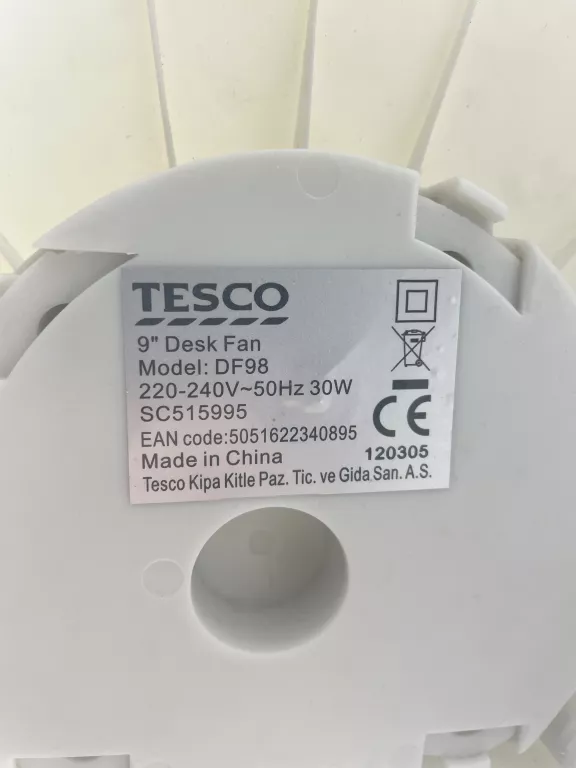 TESCO
9" Desk Fan
Model: DF98
220-240V~50Hz 30W
SC515995
EAN code:5051622340895
Made in China
CE
120305
Tesco Kipa Kitle Paz. Tic. ve Gida San. A.S.